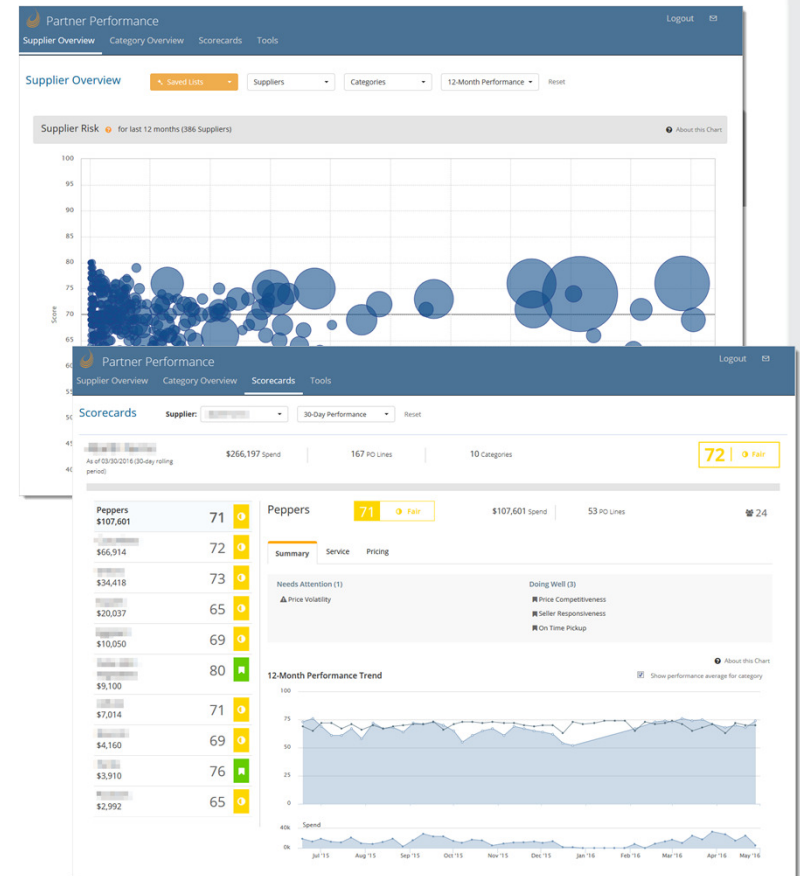 Partner Performance
Logout
Supplier Overview Category Overview Scorecards Tools
Supplier Overview
Saved Lists Suppliers Categories 12-Month Performance Reset
Supplier Risk for last 12 months (386 Suppliers) About this Chart
100
95
90
85
80
75
70
65
Score
Partner Performance
Logout
Supplier Overview Category Overview Scorecards Tools
Scorecards Supplier: 30-Day Performance Reset
As of 03/30/2016 (30-day rolling
period)
$266,197 Spend 167 PO Lines 10 Categories
72 Fair
Peppers
$107,601
71
72
$66,914
73
$34,418
65
$20,037
69
$10,050
80
$9,100
71
$7,014
69
$4,160
76
$3,910
65
$2,992
Peppers 71 Fair $107,601 Spend 53 PO Lines 24
Summary Service Pricing
Needs Attention (1)
Price Volatility
Doing Well (3)
Price Competitiveness
Seller Responsiveness
On Time Pickup
About this Chart
12-Month Performance Trend
Show performance average for category
100
75
50
25
0
Spend
40k
0k
Jul '15 Aug '15 Sep '15 Oct '15 Nov '15 Dec '15 Jan '16 Feb '16 Mar '16 Apr '16 May '16